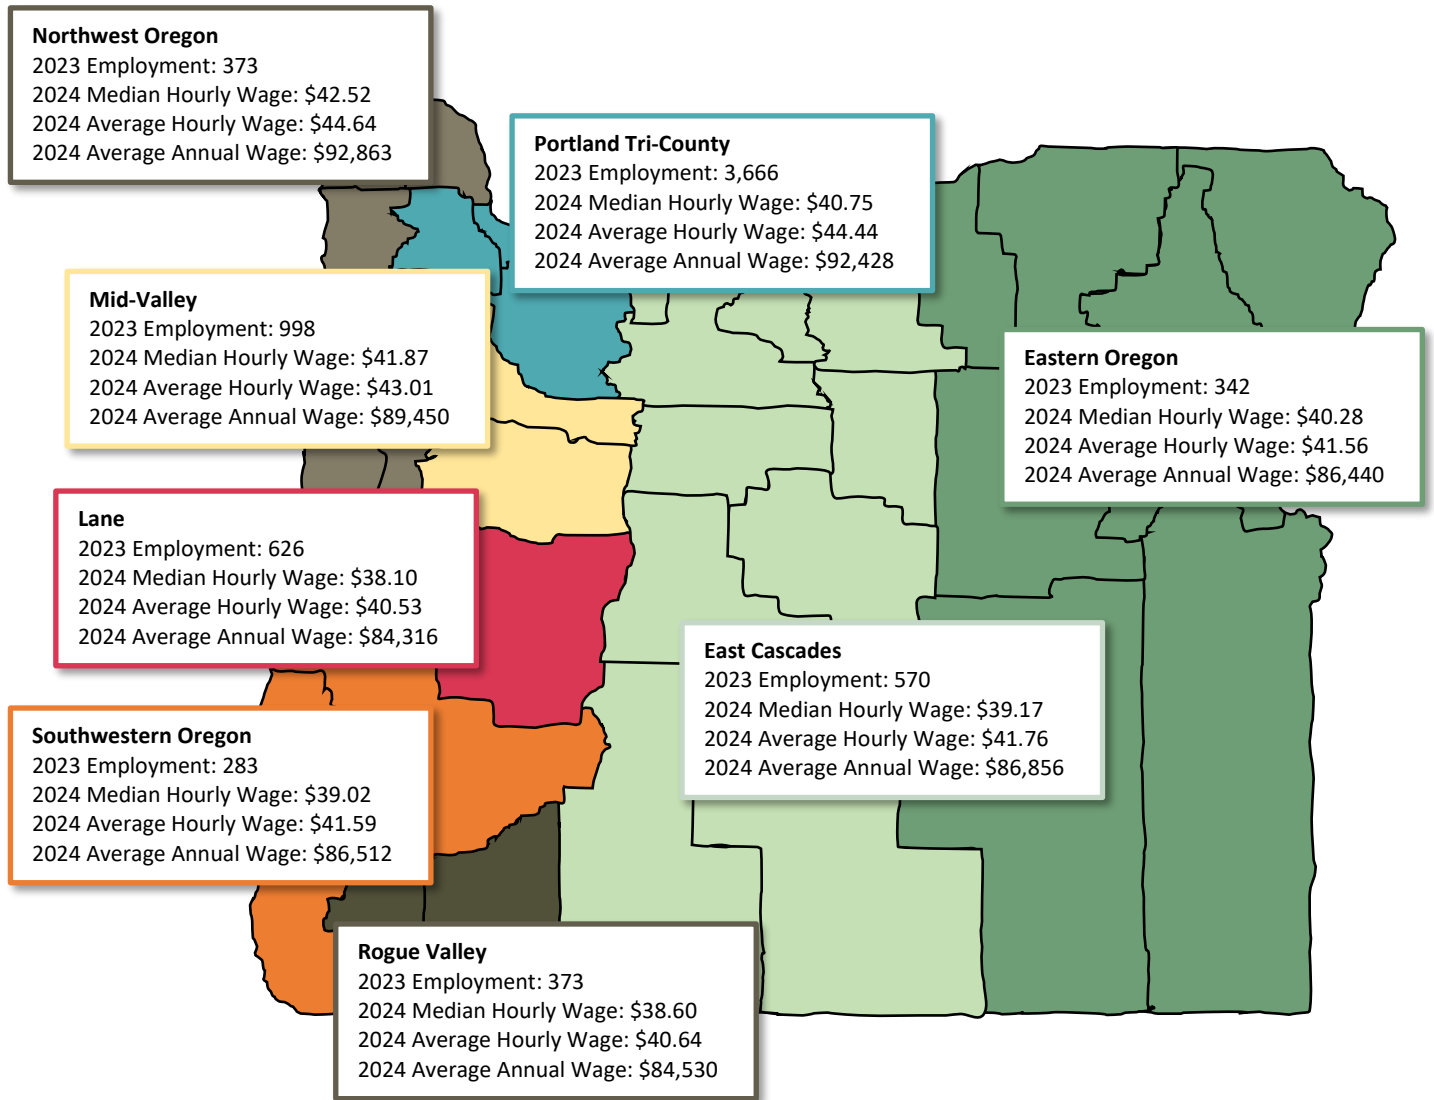 Northwest Oregon
2023 Employment: 373
2024 Median Hourly Wage: $42.52
2024 Average Hourly Wage: $44.64
2024 Average Annual Wage: $92,863
Portland Tri-County
2023 Employment: 3,666
2024 Median Hourly Wage: $40.75
2024 Average Hourly Wage: $44.44
2024 Average Annual Wage: $92,428
Mid-Valley
2023 Employment: 998
2024 Median Hourly Wage: $41.87
2024 Average Hourly Wage: $43.01
2024 Average Annual Wage: $89,450
Eastern Oregon
2023 Employment: 342
2024 Median Hourly Wage: $40.28
2024 Average Hourly Wage: $41.56
2024 Average Annual Wage: $86,440
Lane
2023 Employment: 626
2024 Median Hourly Wage: $38.10
2024 Average Hourly Wage: $40.53
2024 Average Annual Wage: $84,316
East Cascades
2023 Employment: 570
2024 Median Hourly Wage: $39.17
2024 Average Hourly Wage: $41.76
2024 Average Annual Wage: $86,856
Southwestern Oregon
2023 Employment: 283
2024 Median Hourly Wage: $39.02
2024 Average Hourly Wage: $41.59
2024 Average Annual Wage: $86,512
Rogue Valley
2023 Employment: 373
2024 Median Hourly Wage: $38.60
2024 Average Hourly Wage: $40.64
2024 Average Annual Wage: $84,530